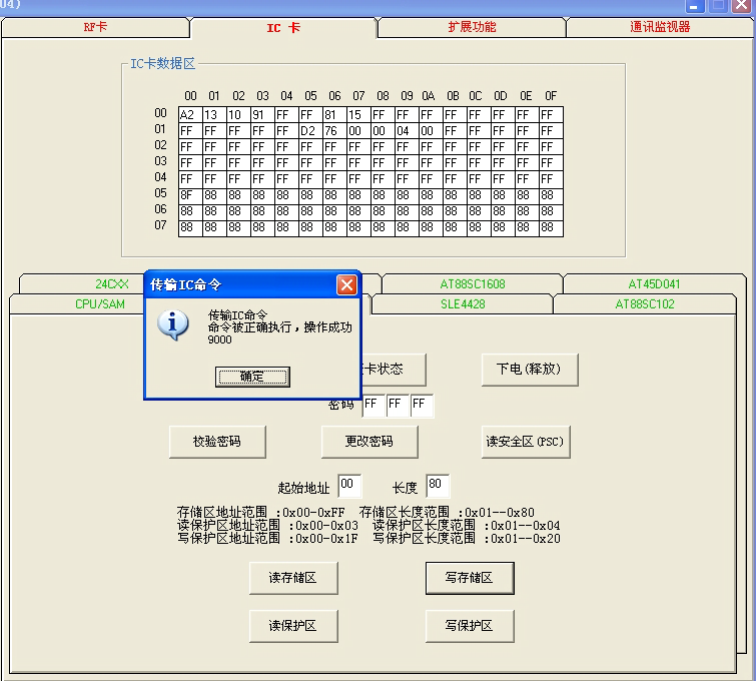 04)
RF卡 IC 卡 扩展功能 通讯监视器
IC卡数据区
00 01 02 03 04 05 06 07 08 09 0A 0B 0C 0D 0E 0F
00 A2 13 10 91 FF FF 81 15 FF FF FF FF FF FF FF FF
01 FF FF FF FF FF D2 76 00 00 04 00 FF FF FF FF FF
02 FF FF FF FF FF FF FF FF FF FF FF FF FF FF FF FF
03 FF FF FF FF FF FF FF FF FF FF FF FF FF FF FF FF
04 FF FF FF FF FF FF FF FF FF FF FF FF FF FF FF FF
05 8F 88 88 88 88 88 88 88 88 88 88 88 88 88 88 88
06 88 88 88 88 88 88 88 88 88 88 88 88 88 88 88 88
07 88 88 88 88 88 88 88 88 88 88 88 88 88 88 88 88
24CXX AT88SC1608 AT45D041
CPU/SAM SLE4428 AT88SC102
传输IC命令
传输IC命令
命令被正确执行，操作成功
9000
确定
卡状态 下电(释放)
密码 FF FF FF
校验密码 更改密码 读安全区(PSC)
起始地址 00 长度 80
存储区地址范围 :0x00-0xFF 存储区长度范围 :0x01--0x80
读保护区地址范围 :0x00-0x03 读保护区长度范围 :0x01--0x04
写保护区地址范围 :0x00-0x1F 写保护区长度范围 :0x01--0x20
读存储区 写存储区
读保护区 写保护区